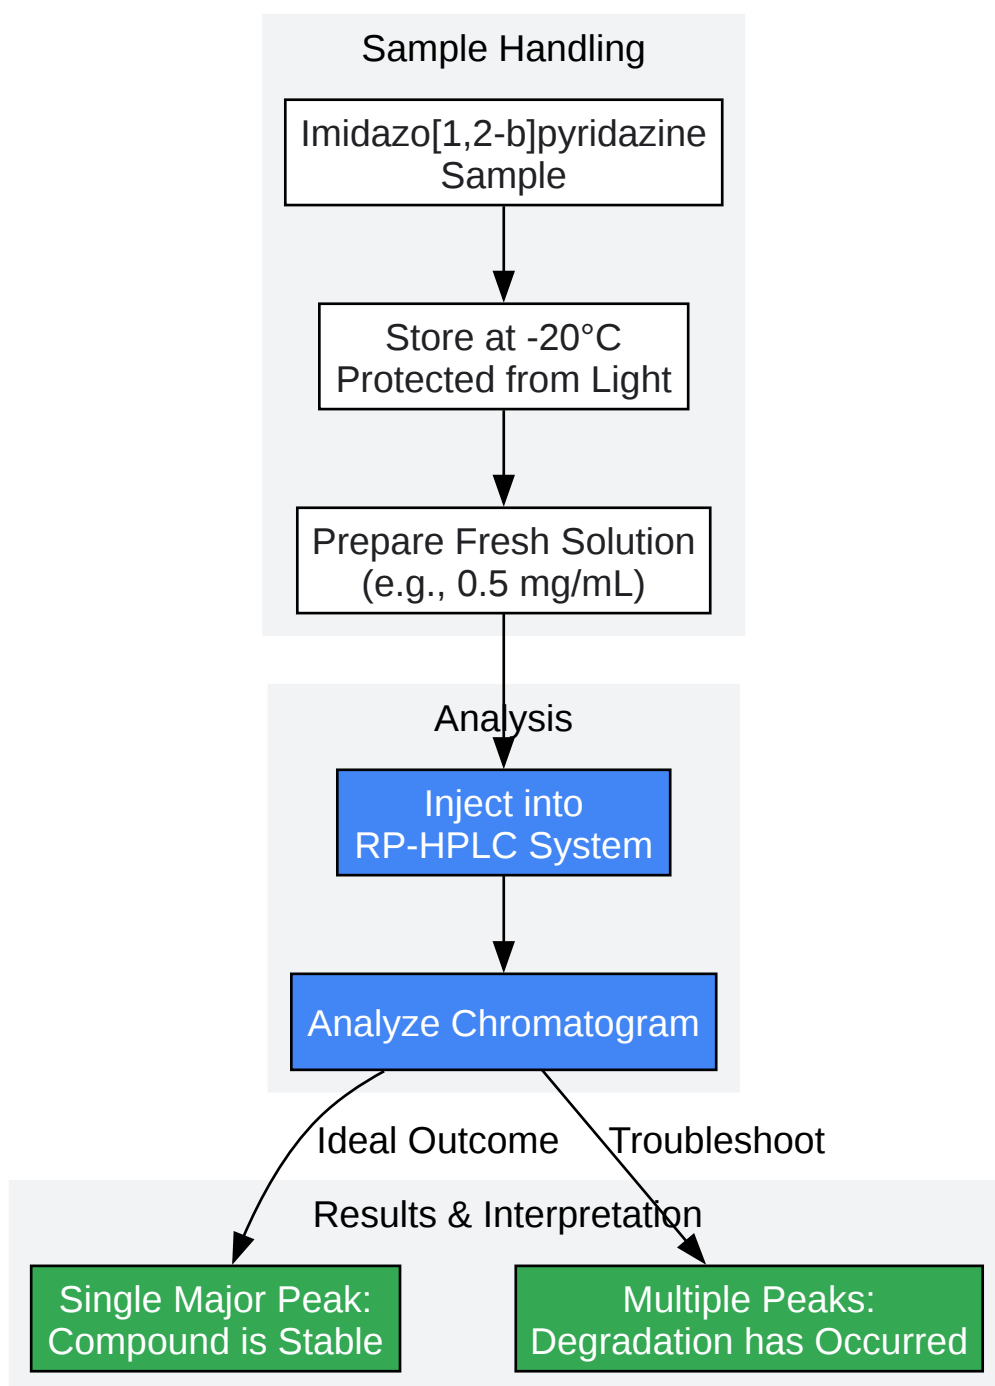 Sample Handling
Imidazo[1,2-b]pyridazine
Sample
Store at -20°C
Protected from Light
Prepare Fresh Solution
(e.g., 0.5 mg/mL)
Analysis
Inject into
RP-HPLC System
Analyze Chromatogram
Ideal Outcome
Troubleshoot
Results & Interpretation
Single Major Peak:
Compound is Stable
Multiple Peaks:
Degradation has Occurred